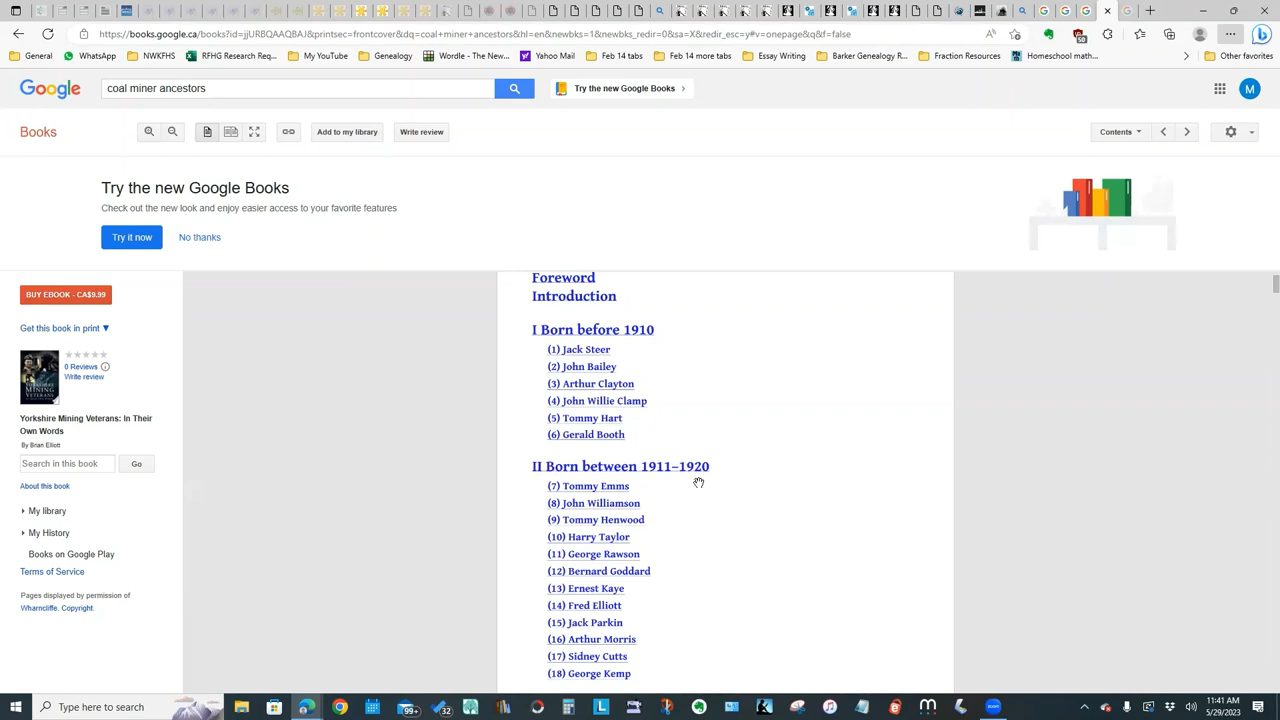 https://books.google.ca/books?id=jjURBQAAQBAJ&printsec=frontcover&dq=coal+miner+ancestors&hl=en&newbks=1&newbks_redir=0&sa=X&redir_esc=y#v=onepage&q&f=false
General
WhatsApp
NWKFHS
RFHG Research Req...
GG Requests
Wordle - The New...
Yahoo Mail
Feb 14 tabs
Feb 14 more tabs
Essay Writing
Barker Genealogy R...
Fraction Resources
Homeschool math...
Other favorites
Google
coal miner ancestors
Try the new Google Books
M
Books
Add to my library
Write review
Contents
Try the new Google Books
Check out the new look and enjoy easier access to your favorite features
Try it now
No thanks
BUY EBOOK - CA$9.99
Get this book in print ▼
0 Reviews
Write review
Yorkshire Mining Veterans: In Their
Own Words
By Brian Elliott
Search in this book
Go
About this book
My library
My History
Books on Google Play
Terms of Service
Pages displayed by permission of
Wharncliffe. Copyright.
Foreword
Introduction
I Born before 1910
(1) Jack Steer
(2) John Bailey
(3) Arthur Clayton
(4) John Willie Clamp
(5) Tommy Hart
(6) Gerald Booth
II Born between 1911–1920
(7) Tommy Emms
(8) John Williamson
(9) Tommy Henwood
(10) Harry Taylor
(11) George Rawson
(12) Bernard Goddard
(13) Ernest Kaye
(14) Fred Elliott
(15) Jack Parkin
(16) Arthur Morris
(17) Sidney Cutts
(18) George Kemp
Type here to search
99+
32
11:41 AM
5/29/2023